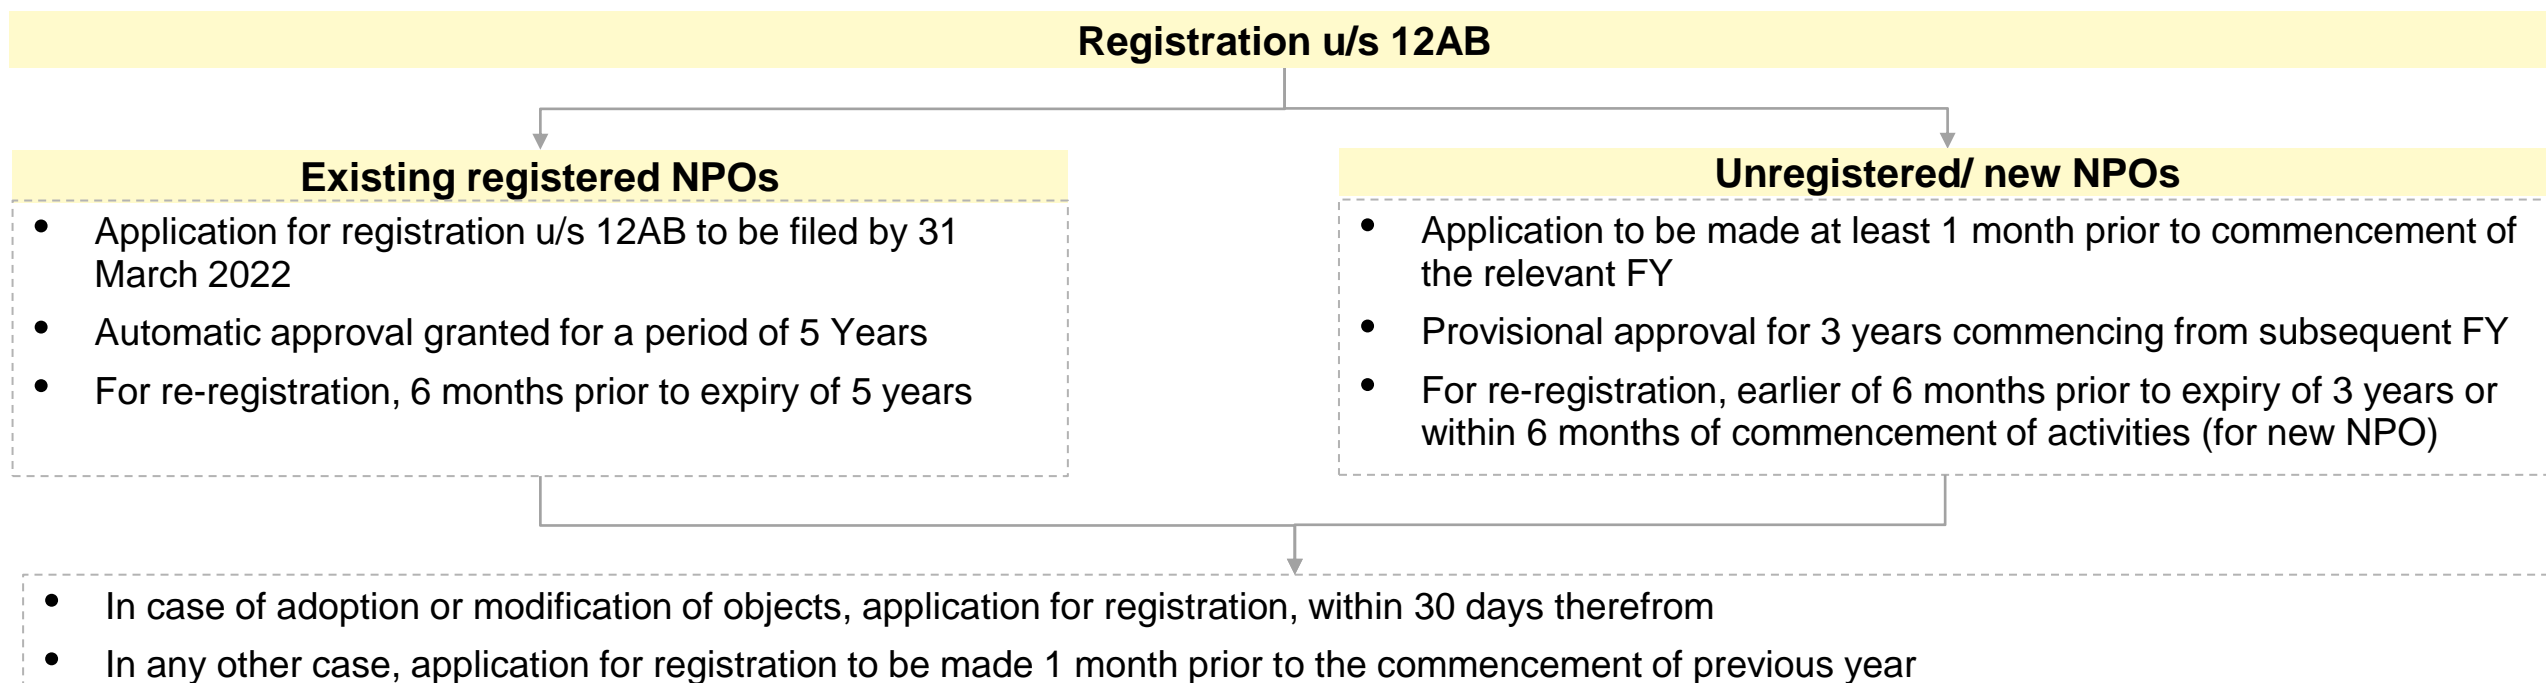 Registration u/s 12AB
Existing registered NPOs
• Application for registration u/s 12AB to be filed by 31
March 2022
• Automatic approval granted for a period of 5 Years
• For re-registration, 6 months prior to expiry of 5 years
Unregistered/ new NPOs
• Application to be made at least 1 month prior to commencement of
the relevant FY
• Provisional approval for 3 years commencing from subsequent FY
• For re-registration, earlier of 6 months prior to expiry of 3 years or
within 6 months of commencement of activities (for new NPO)
• In case of adoption or modification of objects, application for registration, within 30 days therefrom
• In any other case, application for registration to be made 1 month prior to the commencement of previous year